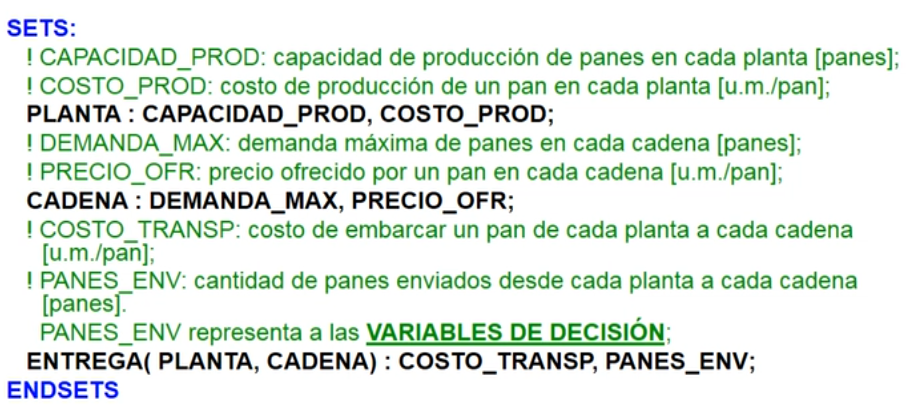 SETS:
! CAPACIDAD_PROD: capacidad de producción de panes en cada planta [panes];
! COSTO_PROD: costo de producción de un pan en cada planta [u.m./pan];
PLANTA : CAPACIDAD_PROD, COSTO_PROD;
! DEMANDA_MAX: demanda máxima de panes en cada cadena [panes];
! PRECIO_OFR: precio ofrecido por un pan en cada cadena [u.m./pan];
CADENA : DEMANDA_MAX, PRECIO_OFR;
! COSTO_TRANSP: costo de embarcar un pan de cada planta a cada cadena
[u.m./pan];
! PANES_ENV: cantidad de panes enviados desde cada planta a cada cadena
[panes].
PANES_ENV representa a las VARIABLES DE DECISIÓN;
ENTREGA( PLANTA, CADENA) : COSTO_TRANSP, PANES_ENV;
ENDSETS